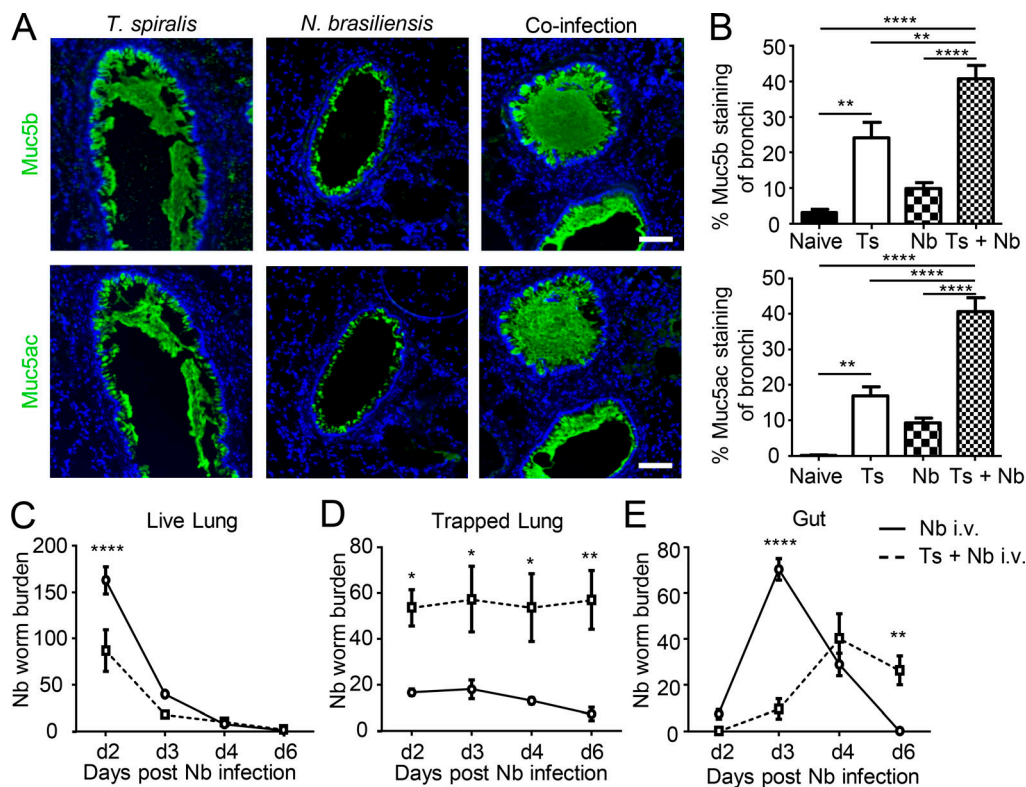 A
T. spiralis
N. brasiliensis
Co-infection
Muc5b
Muc5ac
B
% Muc5b staining
of bronchi
50
40
30
20
10
0
****
**
****
**
Naive Ts Nb Ts + Nb
% Muc5ac staining
of bronchi
50
40
30
20
10
0
****
****
****
**
Naive Ts Nb Ts + Nb
C
Live Lung
Nb worm burden
200
150
100
50
0
****
d2 d3 d4 d6
Days post Nb infection
D
Trapped Lung
Nb worm burden
80
60
40
20
0
* * * **
d2 d3 d4 d6
Days post Nb infection
E
Gut
Nb worm burden
80
60
40
20
0
****
**
d2 d3 d4 d6
Days post Nb infection
Nb i.v.
Ts + Nb i.v.